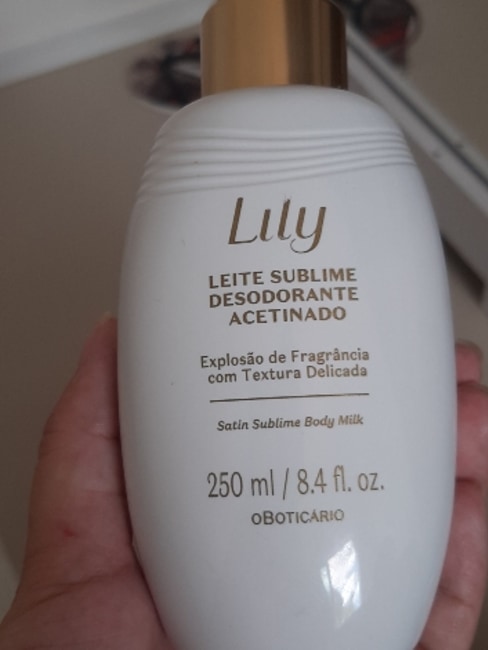 Lily
LEITE SUBLIME
DESODORANTE
ACETINADO
Explosão de Fragrância
com Textura Delicada
Satin Sublime Body Milk
250 ml / 8.4 fl. oz.
oBOTICÁRIO